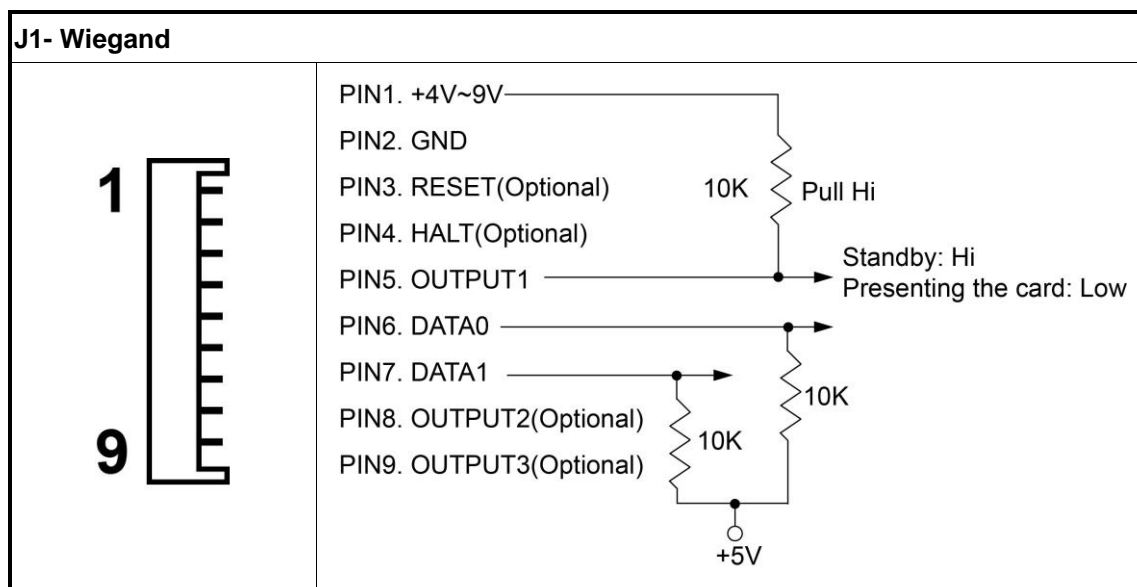 J1- Wiegand
1
9
PIN1. +4V~9V
PIN2. GND
PIN3. RESET(Optional)
10K
Pull Hi
PIN4. HALT(Optional)
PIN5. OUTPUT1
Standby: Hi
Presenting the card: Low
PIN6. DATA0
PIN7. DATA1
10K
PIN8. OUTPUT2(Optional)
10K
PIN9. OUTPUT3(Optional)
+5V